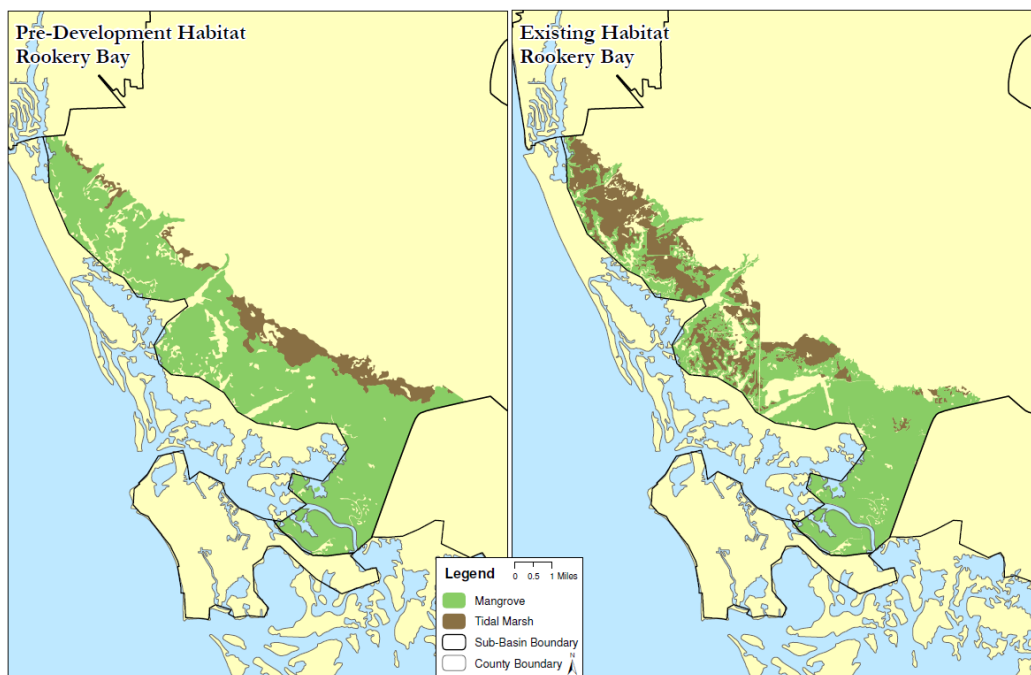 Pre-Development Habitat
Rookery Bay
Existing Habitat
Rookery Bay
Legend
0 0.5 1 Miles
Mangrove
Tidal Marsh
Sub-Basin Boundary
County Boundary
N